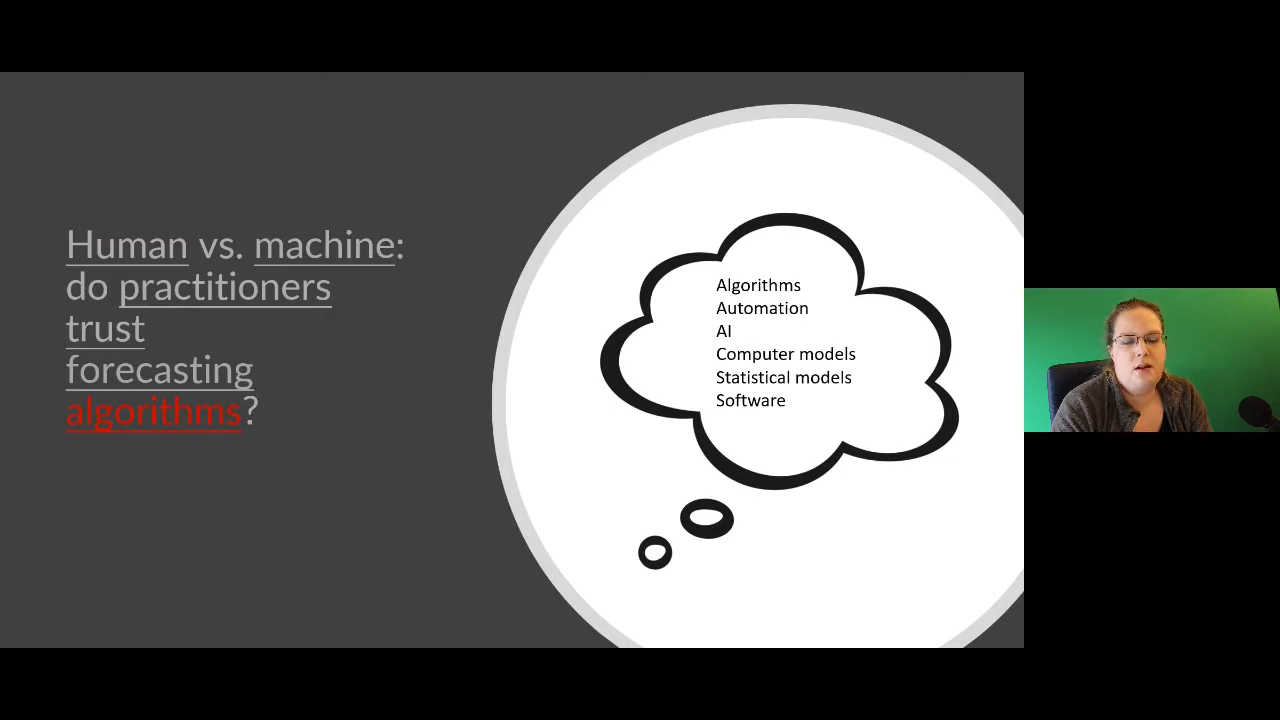 Human vs. machine:
do practitioners
trust
forecasting
algorithms?
Algorithms
Automation
AI
Computer models
Statistical models
Software